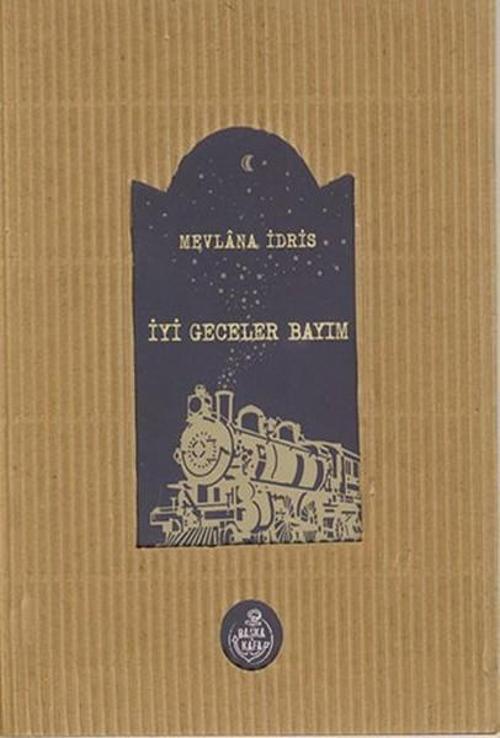 MEVLÂNA İDRİS
İYİ GECELER BAYIM
BAŞKA
KAFA